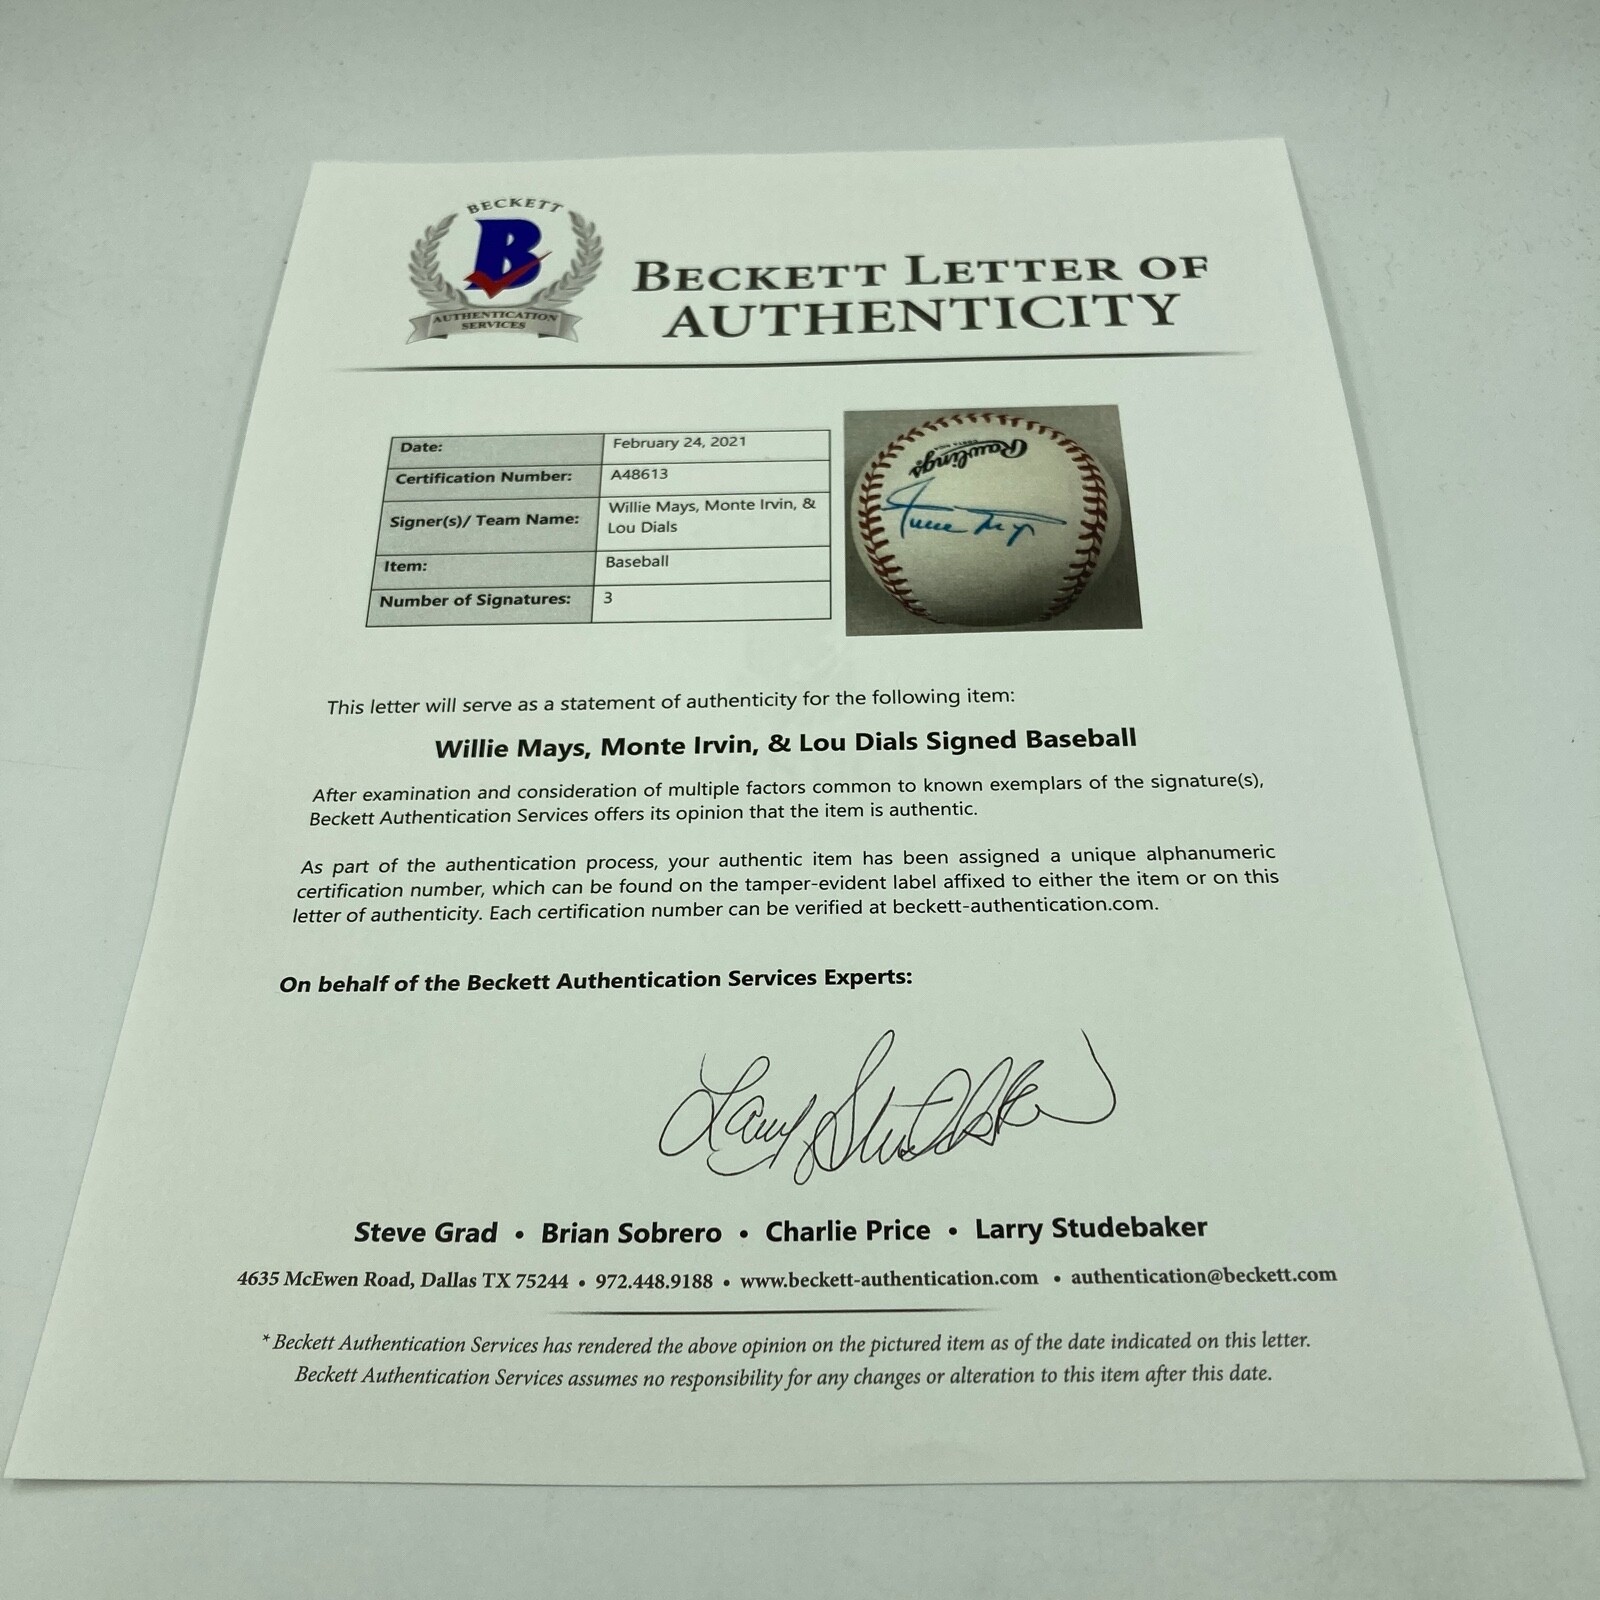 BECKETT
B
AUTHENTICATION
SERVICES
BECKETT LETTER OF
AUTHENTICITY
Date: February 24, 2021
Certification Number: A48613
Signer(s)/ Team Name: Willie Mays, Monte Irvin, &
Lou Dials
Item: Baseball
Number of Signatures: 3
Rawlings
Willie Mays
This letter will serve as a statement of authenticity for the following item:
Willie Mays, Monte Irvin, & Lou Dials Signed Baseball
After examination and consideration of multiple factors common to known exemplars of the signature(s),
Beckett Authentication Services offers its opinion that the item is authentic.
As part of the authentication process, your authentic item has been assigned a unique alphanumeric
certification number, which can be found on the tamper-evident label affixed to either the item or on this
letter of authenticity. Each certification number can be verified at beckett-authentication.com.
On behalf of the Beckett Authentication Services Experts:
Larry Studebaker
Steve Grad • Brian Sobrero • Charlie Price • Larry Studebaker
4635 McEwen Road, Dallas TX 75244 • 972.448.9188 • www.beckett-authentication.com • authentication@beckett.com
* Beckett Authentication Services has rendered the above opinion on the pictured item as of the date indicated on this letter.
Beckett Authentication Services assumes no responsibility for any changes or alteration to this item after this date.